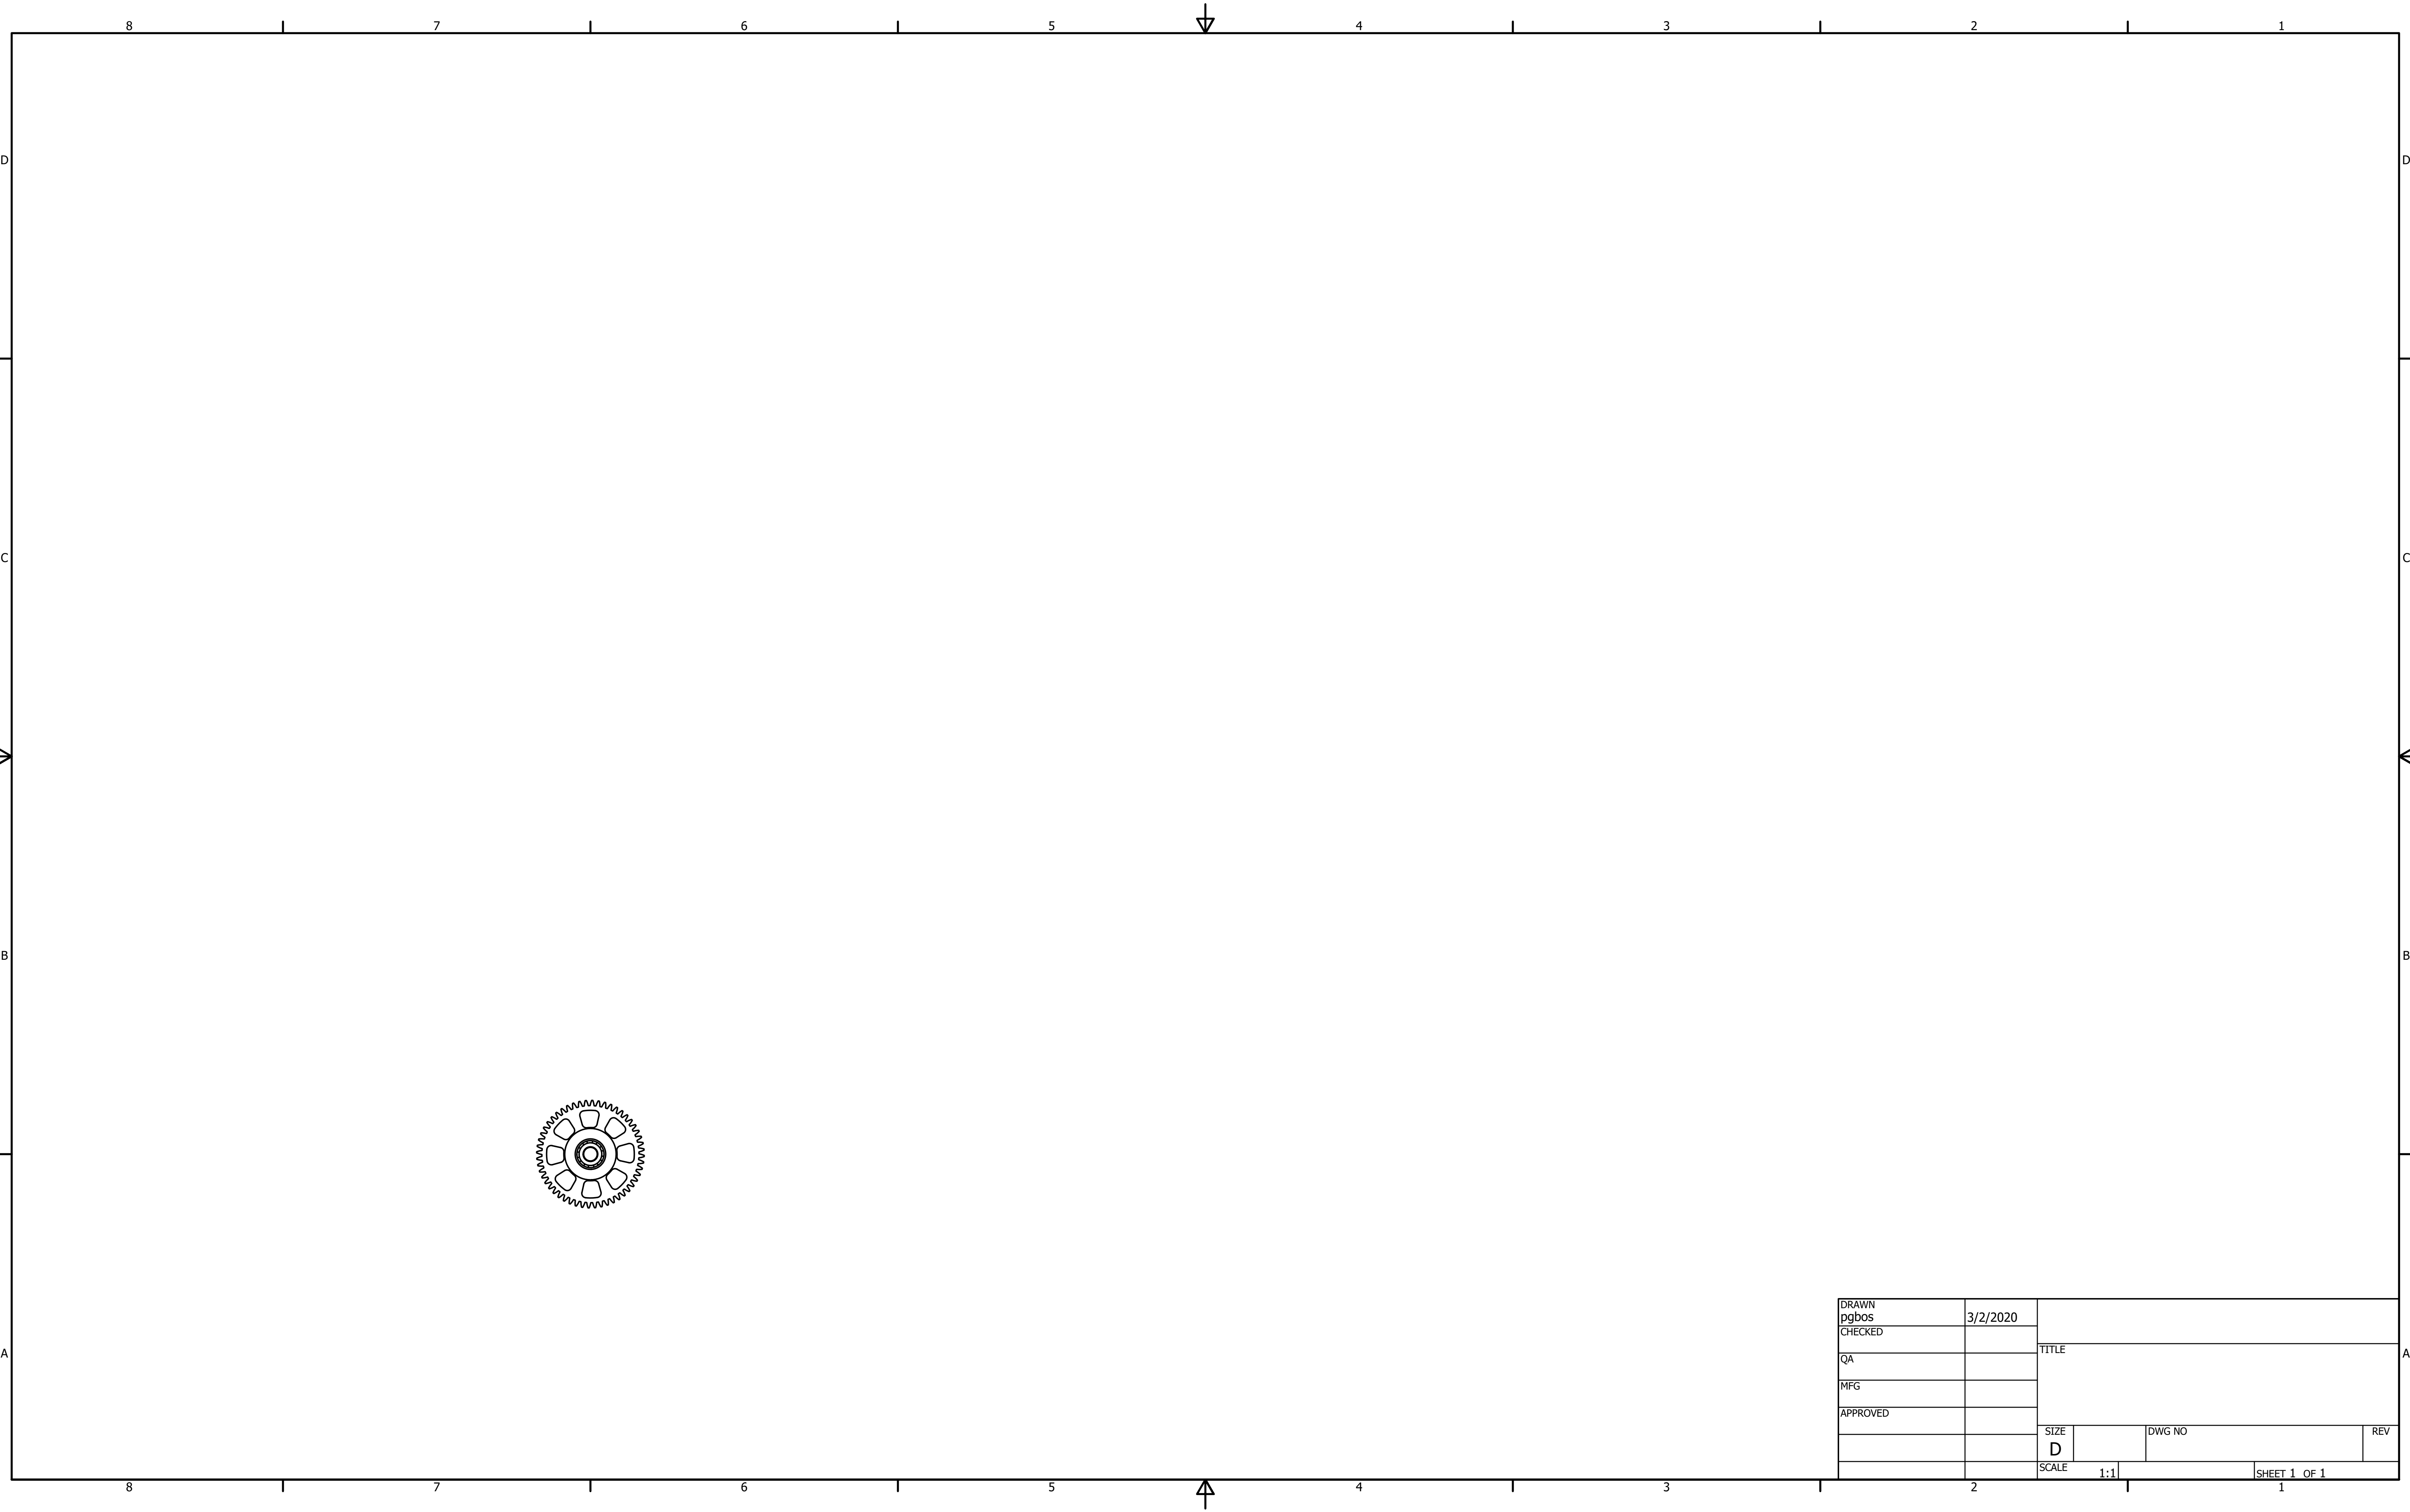 8 7 6 5 4 3 2 1
D D
C C
B B
A A
DRAWN
pgbos 3/2/2020
CHECKED
QA
MFG
APPROVED
TITLE
SIZE DWG NO REV
D
SCALE 1:1 SHEET 1 OF 1
8 7 6 5 4 3 2 1